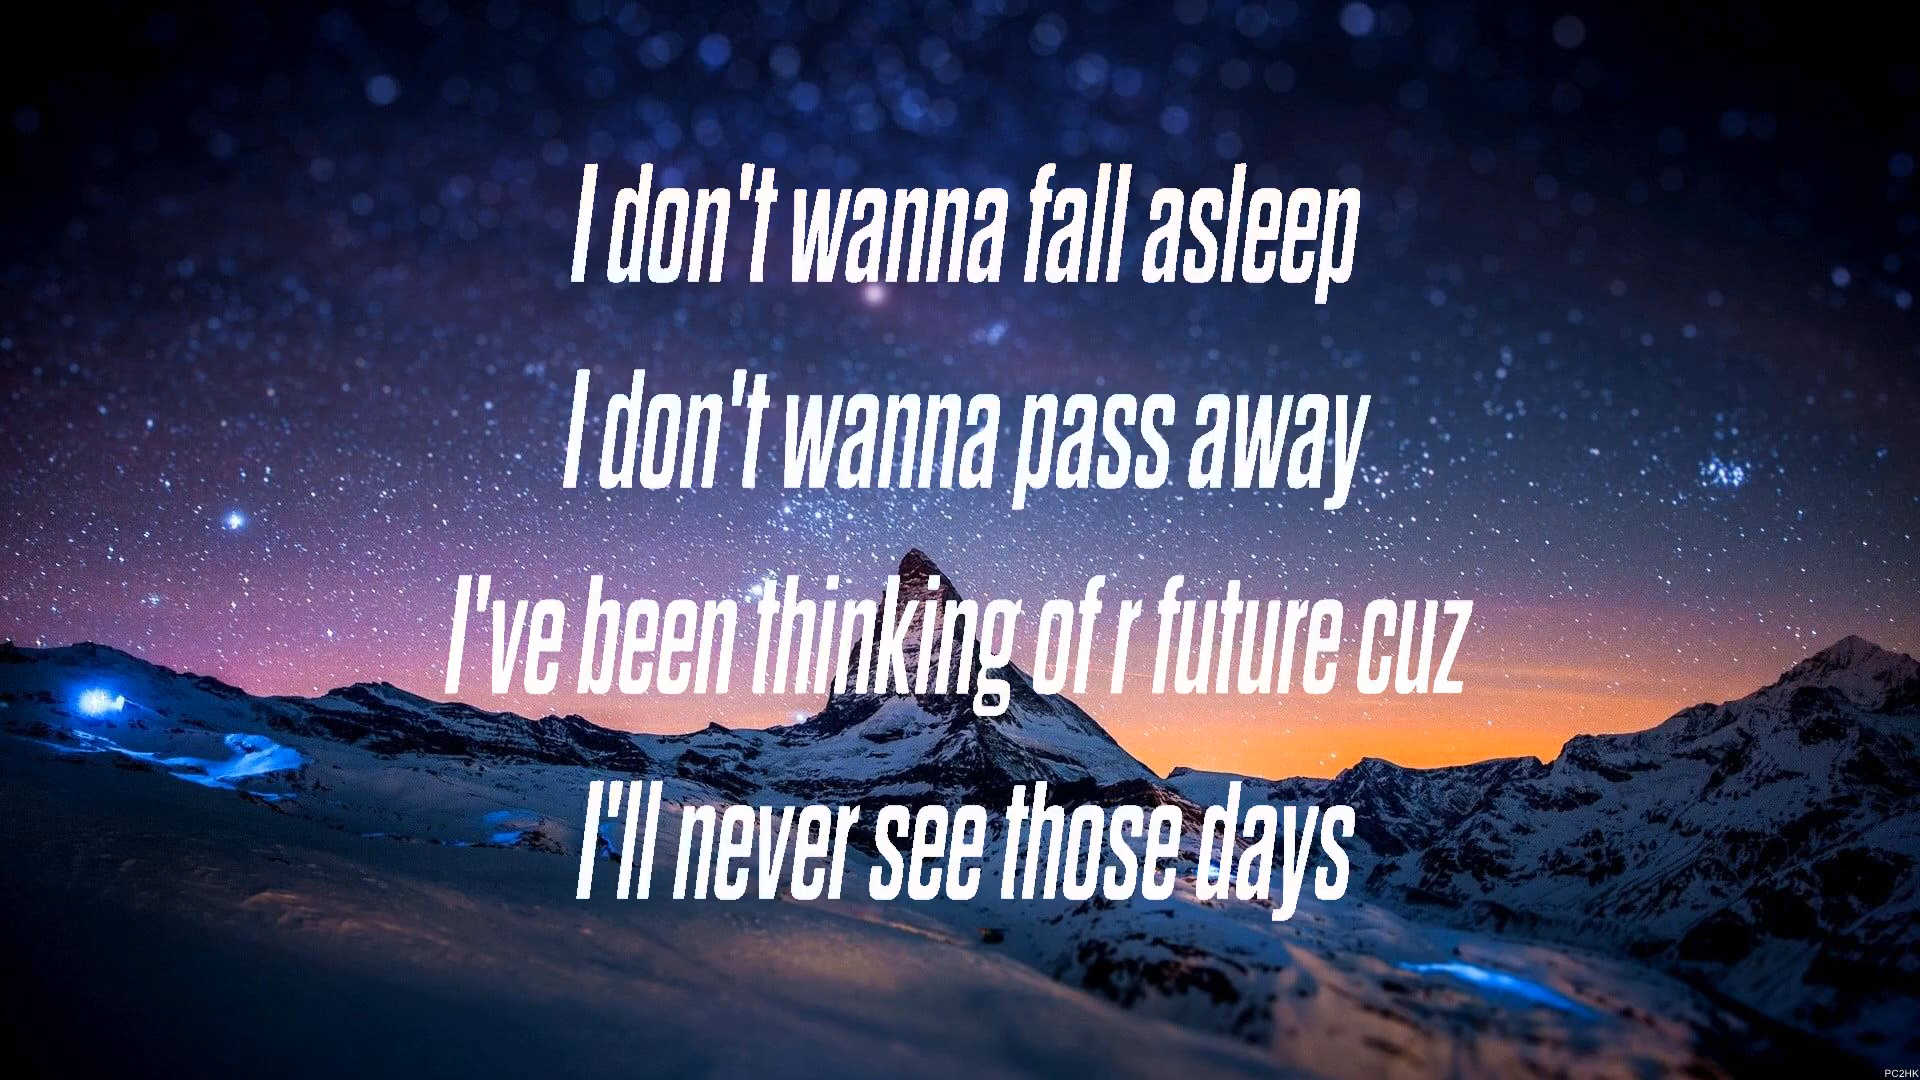 I don't wanna fall asleep
I don't wanna pass away
I've been thinking of r future cuz
I'll never see those days
PC2HK